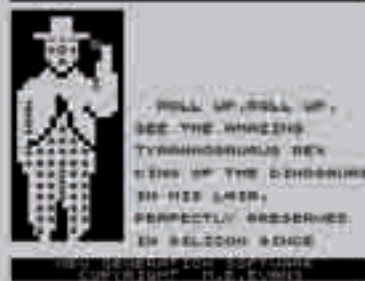 ROLL UP,ROLL UP,
SEE THE AMAZING
TYRANNOSAURUS REX
KING OF THE DINOSAURS
IN HIS LAIR.
PERFECTLY PRESERVED
IN SILICON SINCE
NEW GENERATION SOFTWARE
COPYRIGHT M.E.EVANS